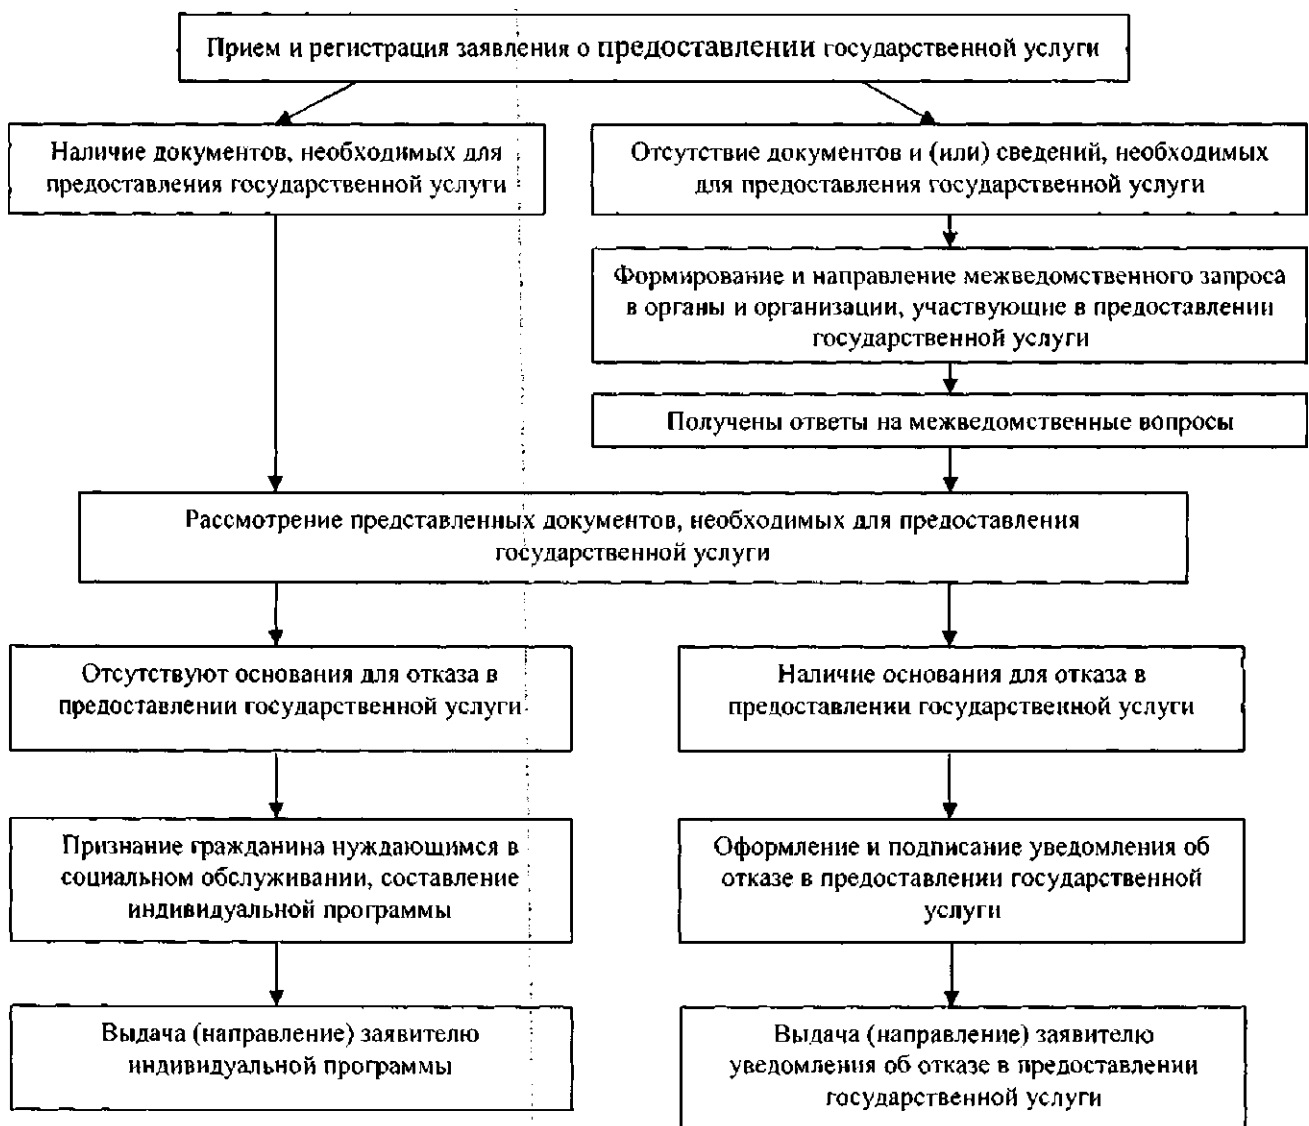 Прием и регистрация заявления о предоставлении государственной услуги
Наличие документов, необходимых для
предоставления государственной услуги
Отсутствие документов и (или) сведений, необходимых
для предоставления государственной услуги
Формирование и направление межведомственного запроса
в органы и организации, участвующие в предоставлении
государственной услуги
Получены ответы на межведомственные вопросы
Рассмотрение представленных документов, необходимых для предоставления
государственной услуги
Отсутствуют основания для отказа в
предоставлении государственной услуги
Наличие основания для отказа в
предоставлении государственной услуги
Признание гражданина нуждающимся в
социальном обслуживании, составление
индивидуальной программы
Оформление и подписание уведомления об
отказе в предоставлении государственной
услуги
Выдача (направление) заявителю
индивидуальной программы
Выдача (направление) заявителю
уведомления об отказе в предоставлении
государственной услуги